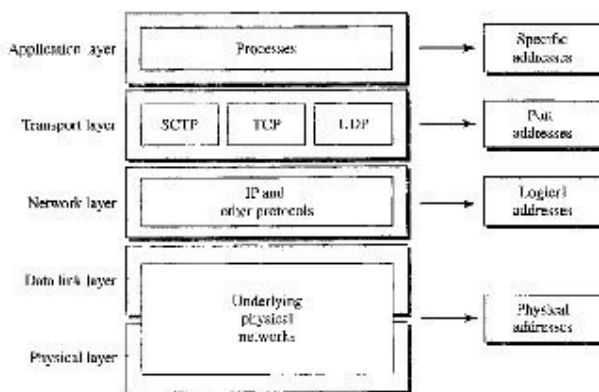 Application layer
Processes
Specific
addresses
Transport layer
SCTP
TCP
UDP
Port
addresses
Network layer
IP and
other protocols
Logical
addresses
Data link layer
Underlying
physical
networks
Physical layer
Physical
addresses